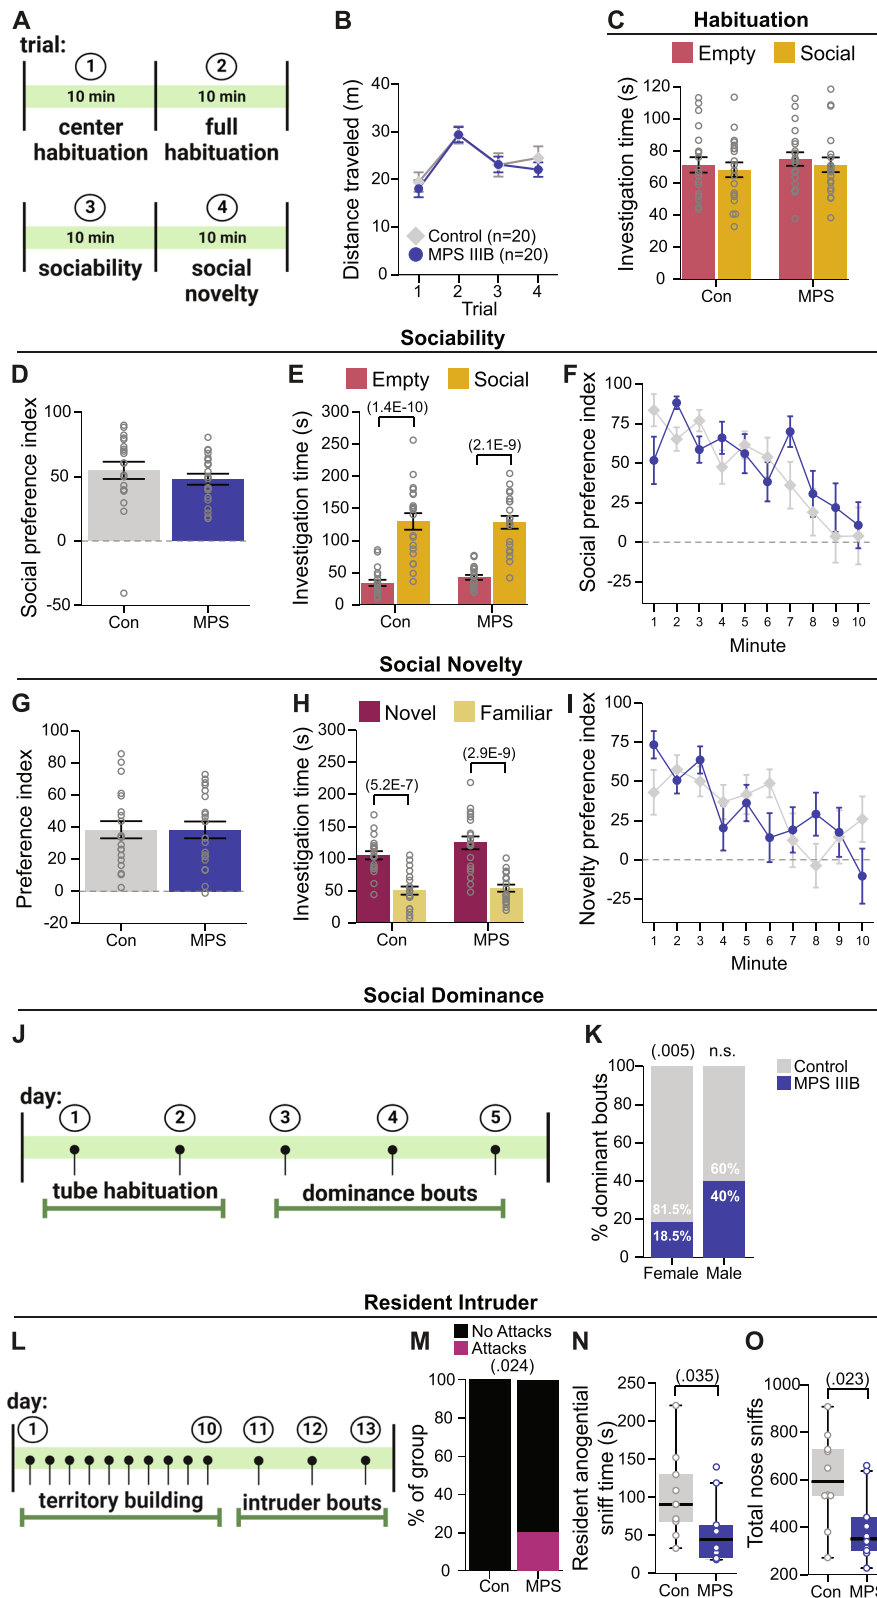 A
trial:
1
2
10 min
10 min
center
habituation
full
habituation
3
4
10 min
10 min
sociability
social
novelty
B
Distance traveled (m)
40
30
20
10
0
Control (n=20)
MPS IIIB (n=20)
1 2 3 4
Trial
C
Habituation
Empty
Social
Investigation time (s)
120
100
80
60
40
20
0
Con
MPS
Sociability
D
Social preference index
100
50
0
-50
Con
MPS
E
Empty
Social
Investigation time (s)
300
250
200
150
100
50
0
(1.4E-10)
(2.1E-9)
Con
MPS
F
Social preference index
100
75
50
25
0
-25
1 2 3 4 5 6 7 8 9 10
Minute
Social Novelty
G
Preference index
100
80
60
40
20
0
-20
Con
MPS
H
Novel
Familiar
Investigation time (s)
300
250
200
150
100
50
0
(5.2E-7)
(2.9E-9)
Con
MPS
I
Novelty preference index
100
75
50
25
0
-25
1 2 3 4 5 6 7 8 9 10
Minute
Social Dominance
J
day:
1
2
3
4
5
tube habituation
dominance bouts
K
(.005)
n.s.
Control
MPS IIIB
% dominant bouts
100
80
60
40
20
0
81.5%
18.5%
60%
40%
Female
Male
Resident Intruder
L
day:
1
10
11
12
13
territory building
intruder bouts
M
No Attacks
Attacks
(.024)
% of group
100
80
60
40
20
0
Con
MPS
N
(.035)
Resident anogential
sniff time (s)
250
200
150
100
50
0
Con
MPS
O
(.023)
Total nose sniffs
1000
800
600
400
200
Con
MPS